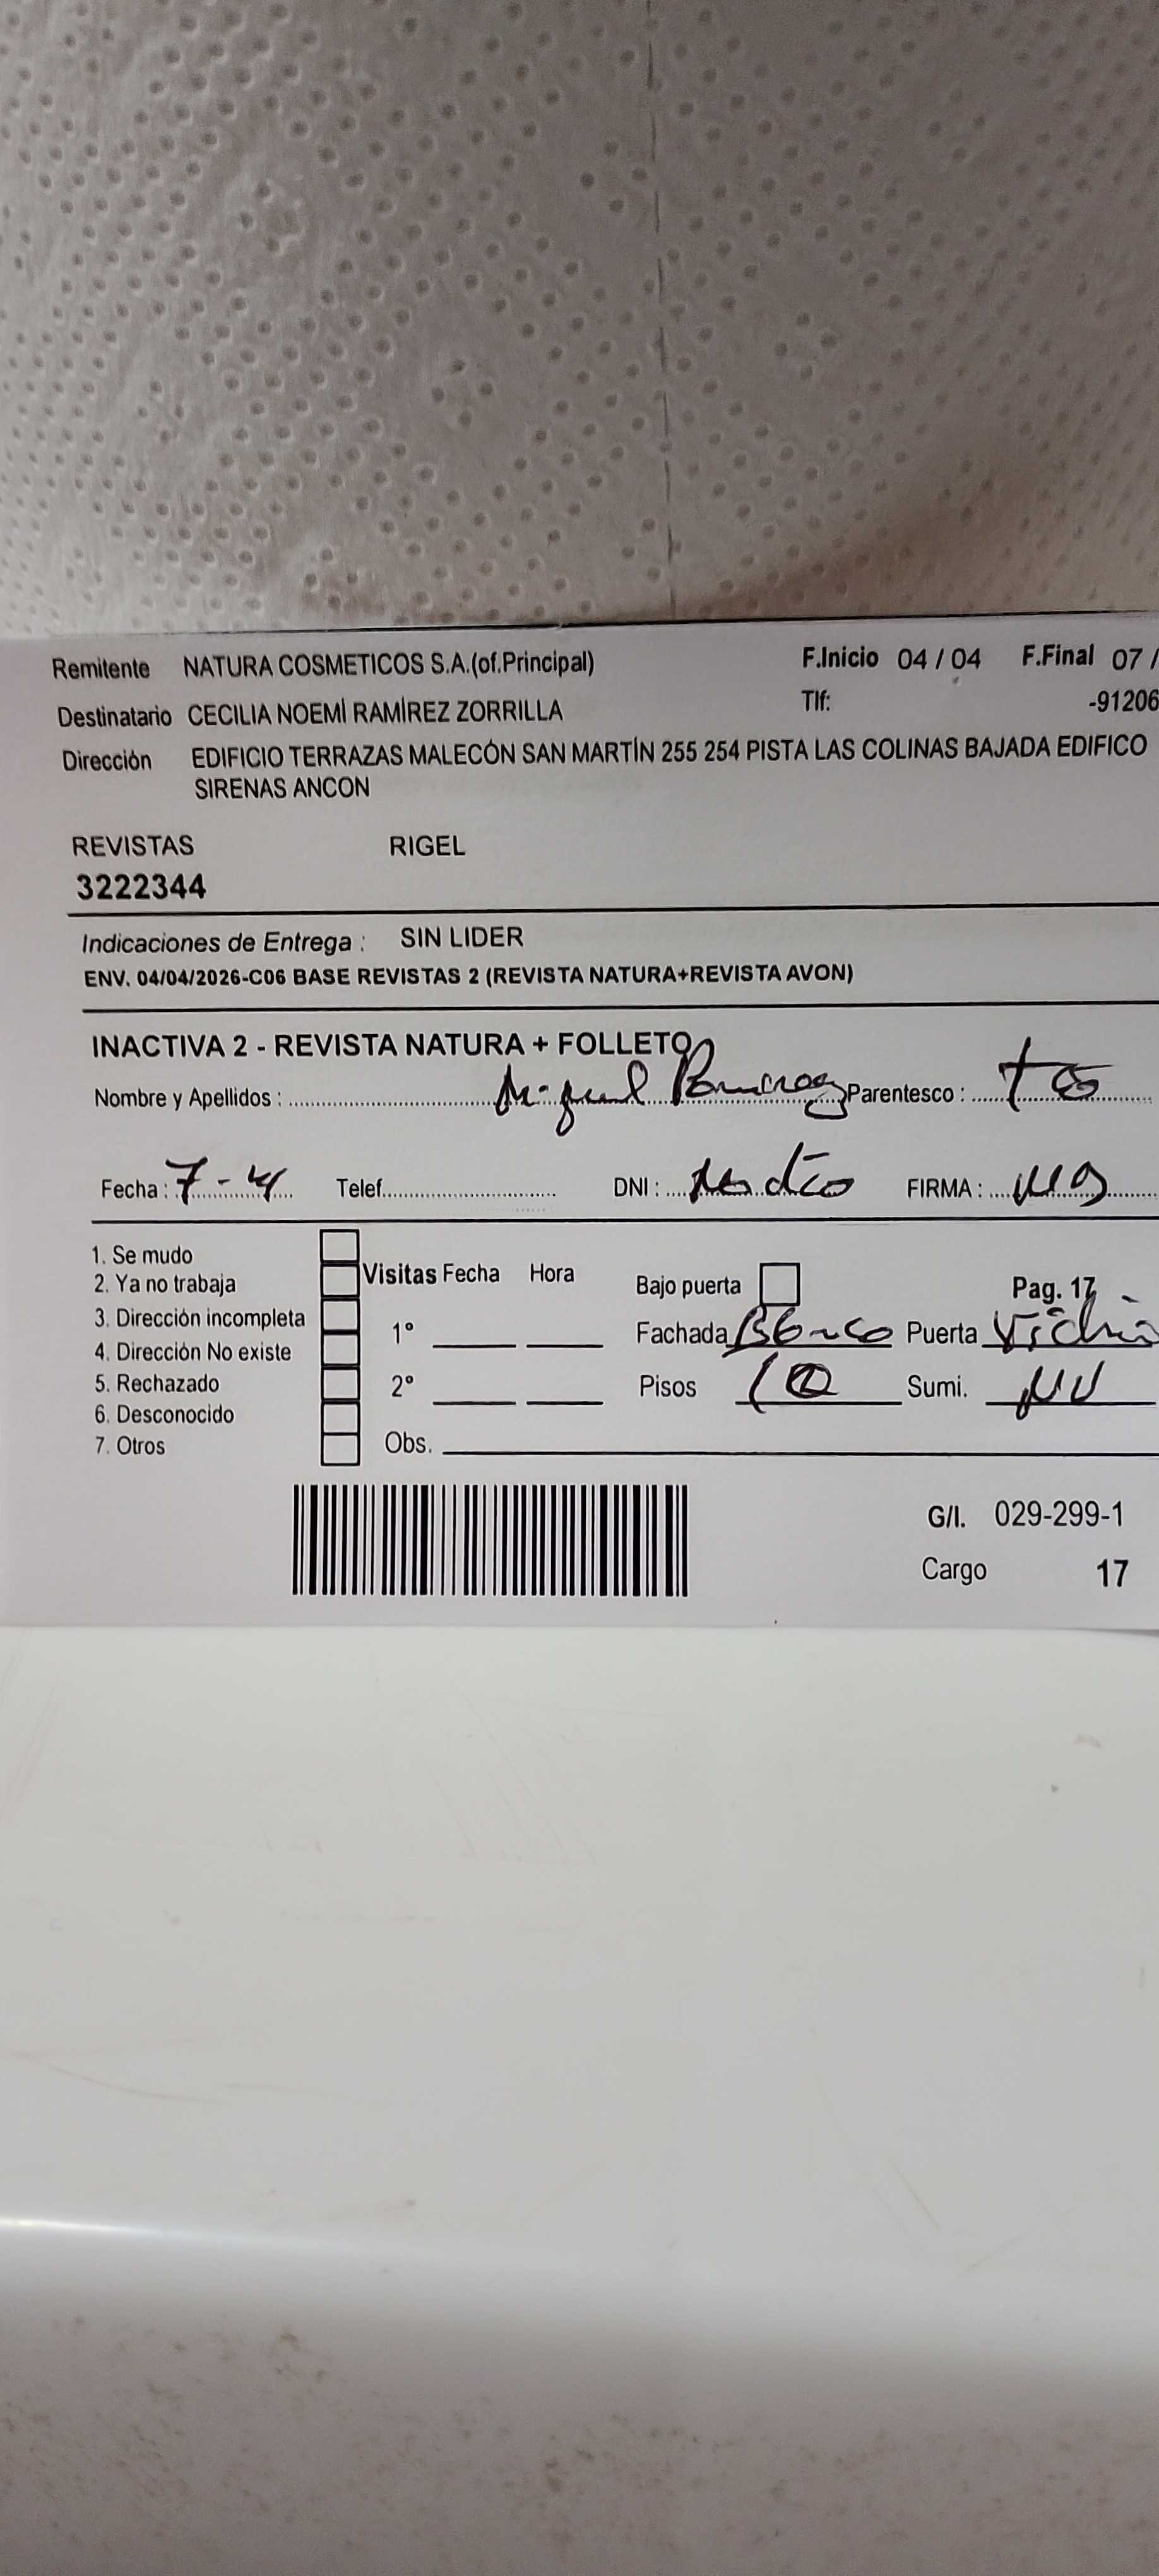 Remitente NATURA COSMETICOS S.A.(of.Principal) F.Inicio 04 / 04 F.Final 07 /
Destinatario CECILIA NOEMÍ RAMÍREZ ZORRILLA Tlf: -91206
Dirección EDIFICIO TERRAZAS MALECÓN SAN MARTÍN 255 254 PISTA LAS COLINAS BAJADA EDIFICO
SIRENAS ANCON
REVISTAS RIGEL
3222344
Indicaciones de Entrega : SIN LIDER
ENV. 04/04/2026-C06 BASE REVISTAS 2 (REVISTA NATURA+REVISTA AVON)
INACTIVA 2 - REVISTA NATURA + FOLLETO
Nombre y Apellidos : Miguel Parentesco :
Fecha : 7-4 Telef. DNI : FIRMA :
1. Se mudo
2. Ya no trabaja Visitas Fecha Hora Bajo puerta Pag. 17
3. Dirección incompleta 1° Fachada Blanco Puerta
4. Dirección No existe
5. Rechazado 2° Pisos Sumi.
6. Desconocido
7. Otros Obs.
G/l. 029-299-1
Cargo 17